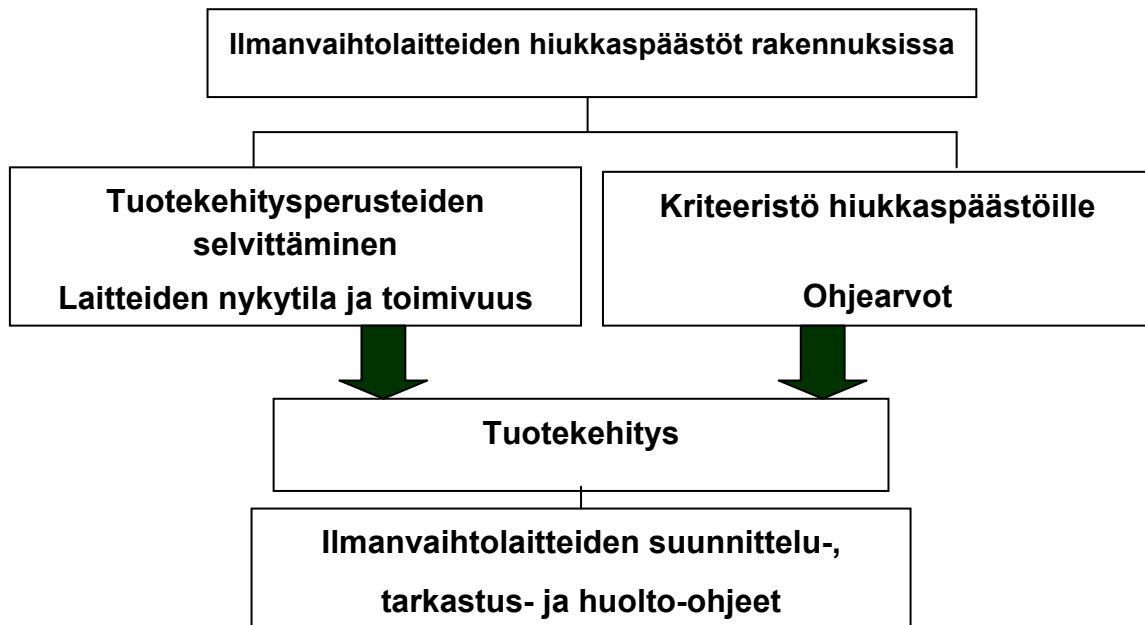 Ilmanvaihtolaitteiden hiukkaspäästöt rakennuksissa
Tuotekehitysperusteiden
selvittäminen
Laitteiden nykytila ja toimivuus
Kriteeristö hiukkaspäästöille
Ohjearvot
Tuotekehitys
Ilmanvaihtolaitteiden suunnittelu-,
tarkastus- ja huolto-ohjeet